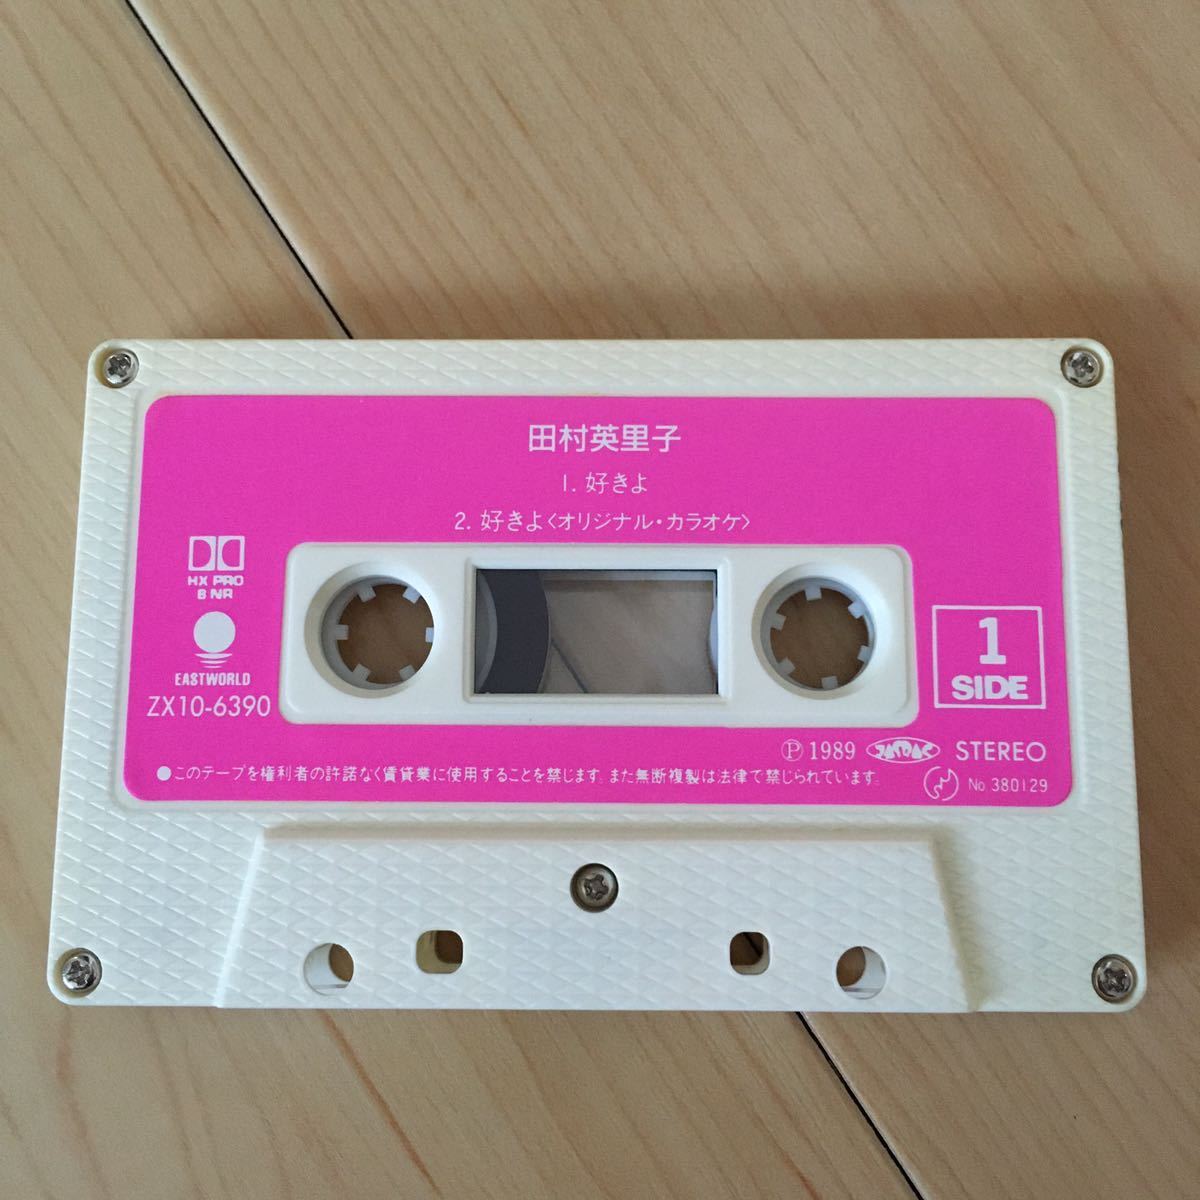 田村英里子
1. 好きよ
2. 好きよ〈オリジナル・カラオケ〉
HX PRO
B NR
EASTWORLD
ZX10-6390
1
SIDE
Ⓟ 1989 JASRAC STEREO
●このテープを権利者の許諾なく賃貸業に使用することを禁じます。また無断複製は法律で禁じられています。
No 380129